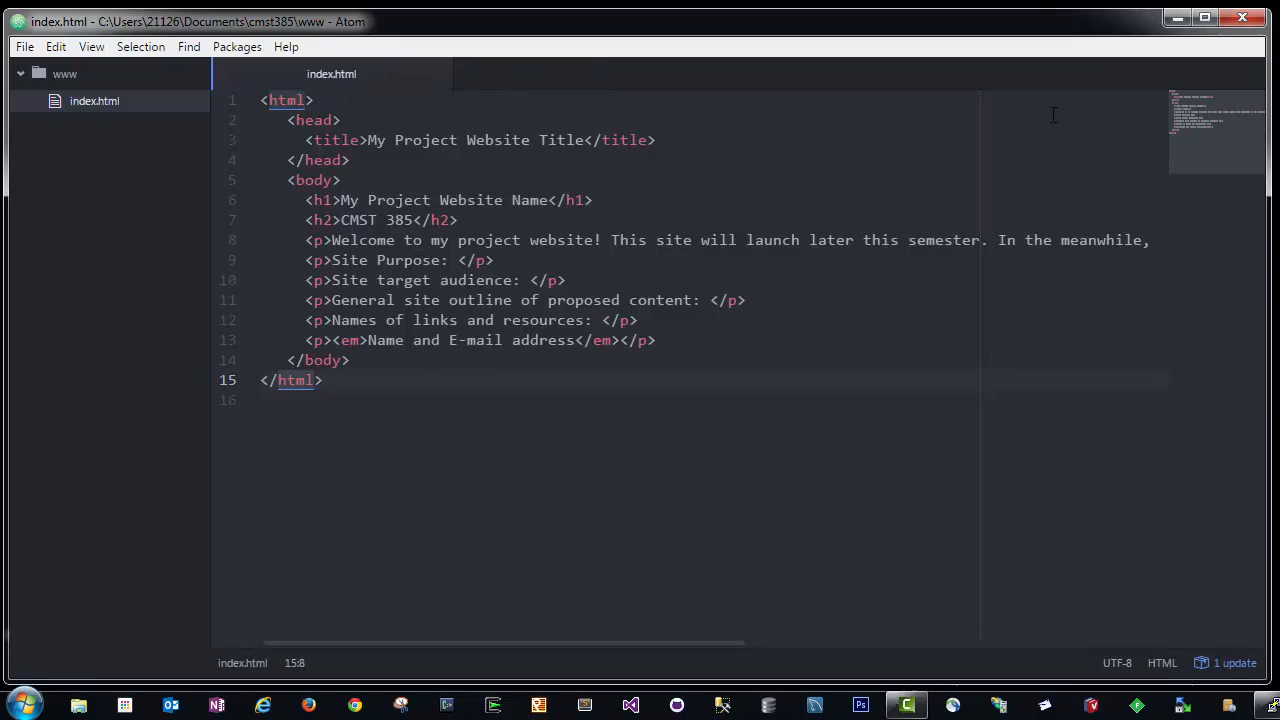 index.html - C:\Users\21126\Documents\cmst385\www - Atom
File Edit View Selection Find Packages Help
www
index.html
index.html
1 <html>
2 <head>
3 <title>My Project Website Title</title>
4 </head>
5 <body>
6 <h1>My Project Website Name</h1>
7 <h2>CMST 385</h2>
8 <p>Welcome to my project website! This site will launch later this semester. In the meanwhile,
9 <p>Site Purpose: </p>
10 <p>Site target audience: </p>
11 <p>General site outline of proposed content: </p>
12 <p>Names of links and resources: </p>
13 <p><em>Name and E-mail address</em></p>
14 </body>
15 </html>
16
index.html 15:8 UTF-8 HTML 1 update